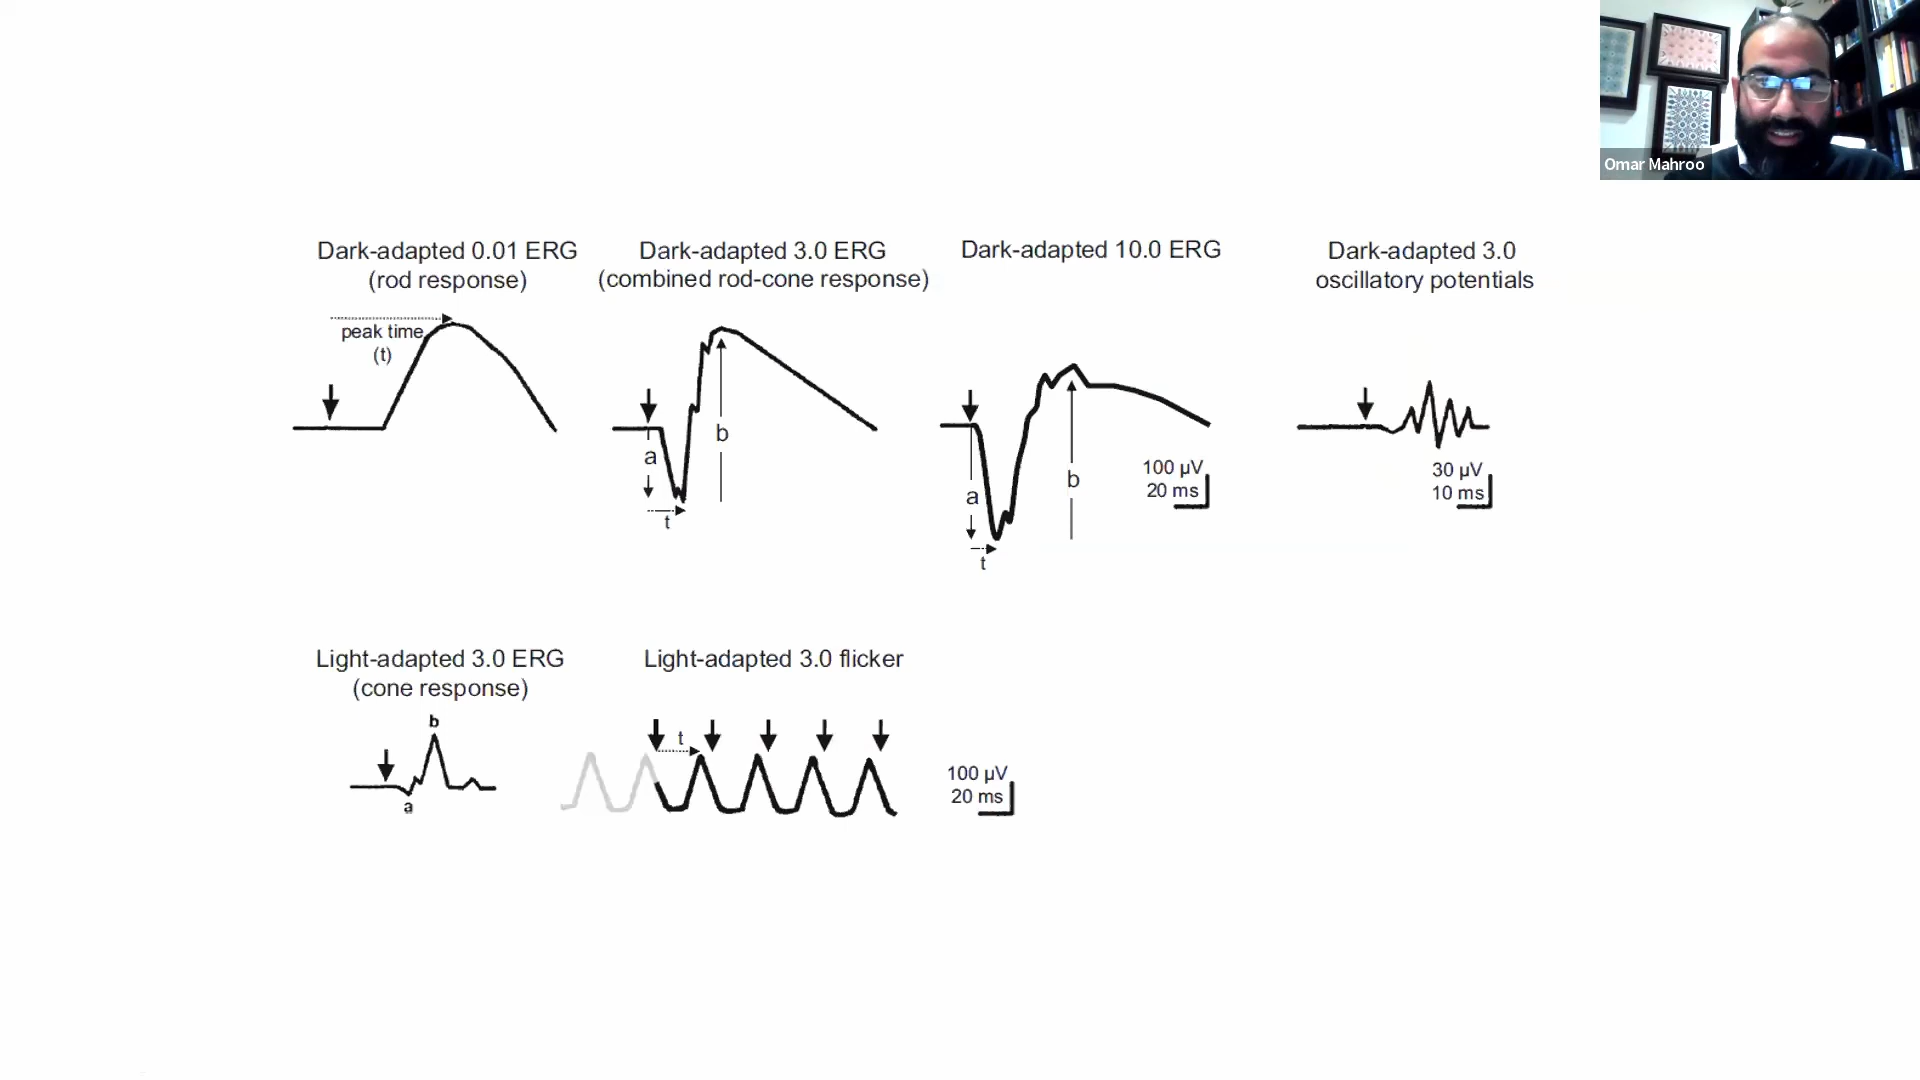 Omar Mahroo
Dark-adapted 0.01 ERG
(rod response)
peak time
(t)
Dark-adapted 3.0 ERG
(combined rod-cone response)
a
b
t
Dark-adapted 10.0 ERG
a
b
t
100 µV
20 ms
Dark-adapted 3.0
oscillatory potentials
30 µV
10 ms
Light-adapted 3.0 ERG
(cone response)
b
a
Light-adapted 3.0 flicker
t
100 µV
20 ms